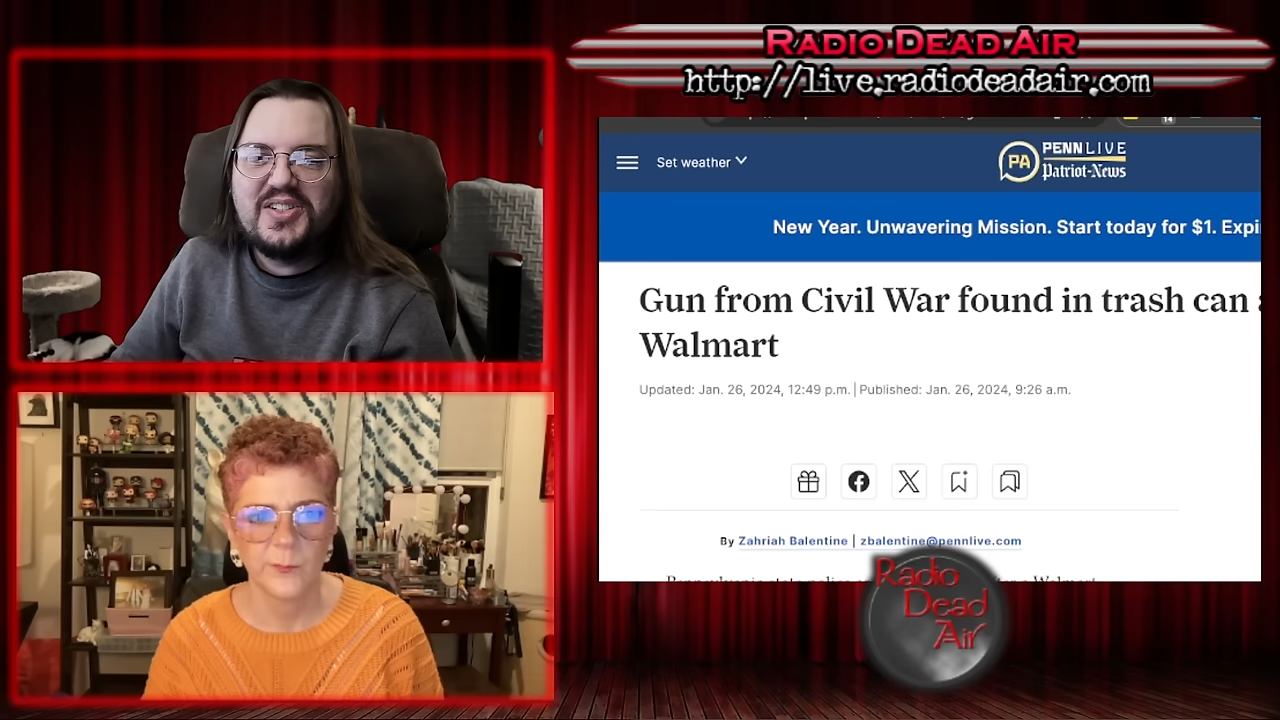 Radio Dead Air
http://live.radiodeadair.com
14
Set weather
PA
PENNLIVE
Patriot-News
New Year. Unwavering Mission. Start today for $1.
Gun from Civil War found in trash can
Walmart
Updated: Jan. 26, 2024, 12:49 p.m. | Published: Jan. 26, 2024, 9:26 a.m.
By Zahriah Balentine | zbalentine@pennlive.com
Radio
Dead
Air